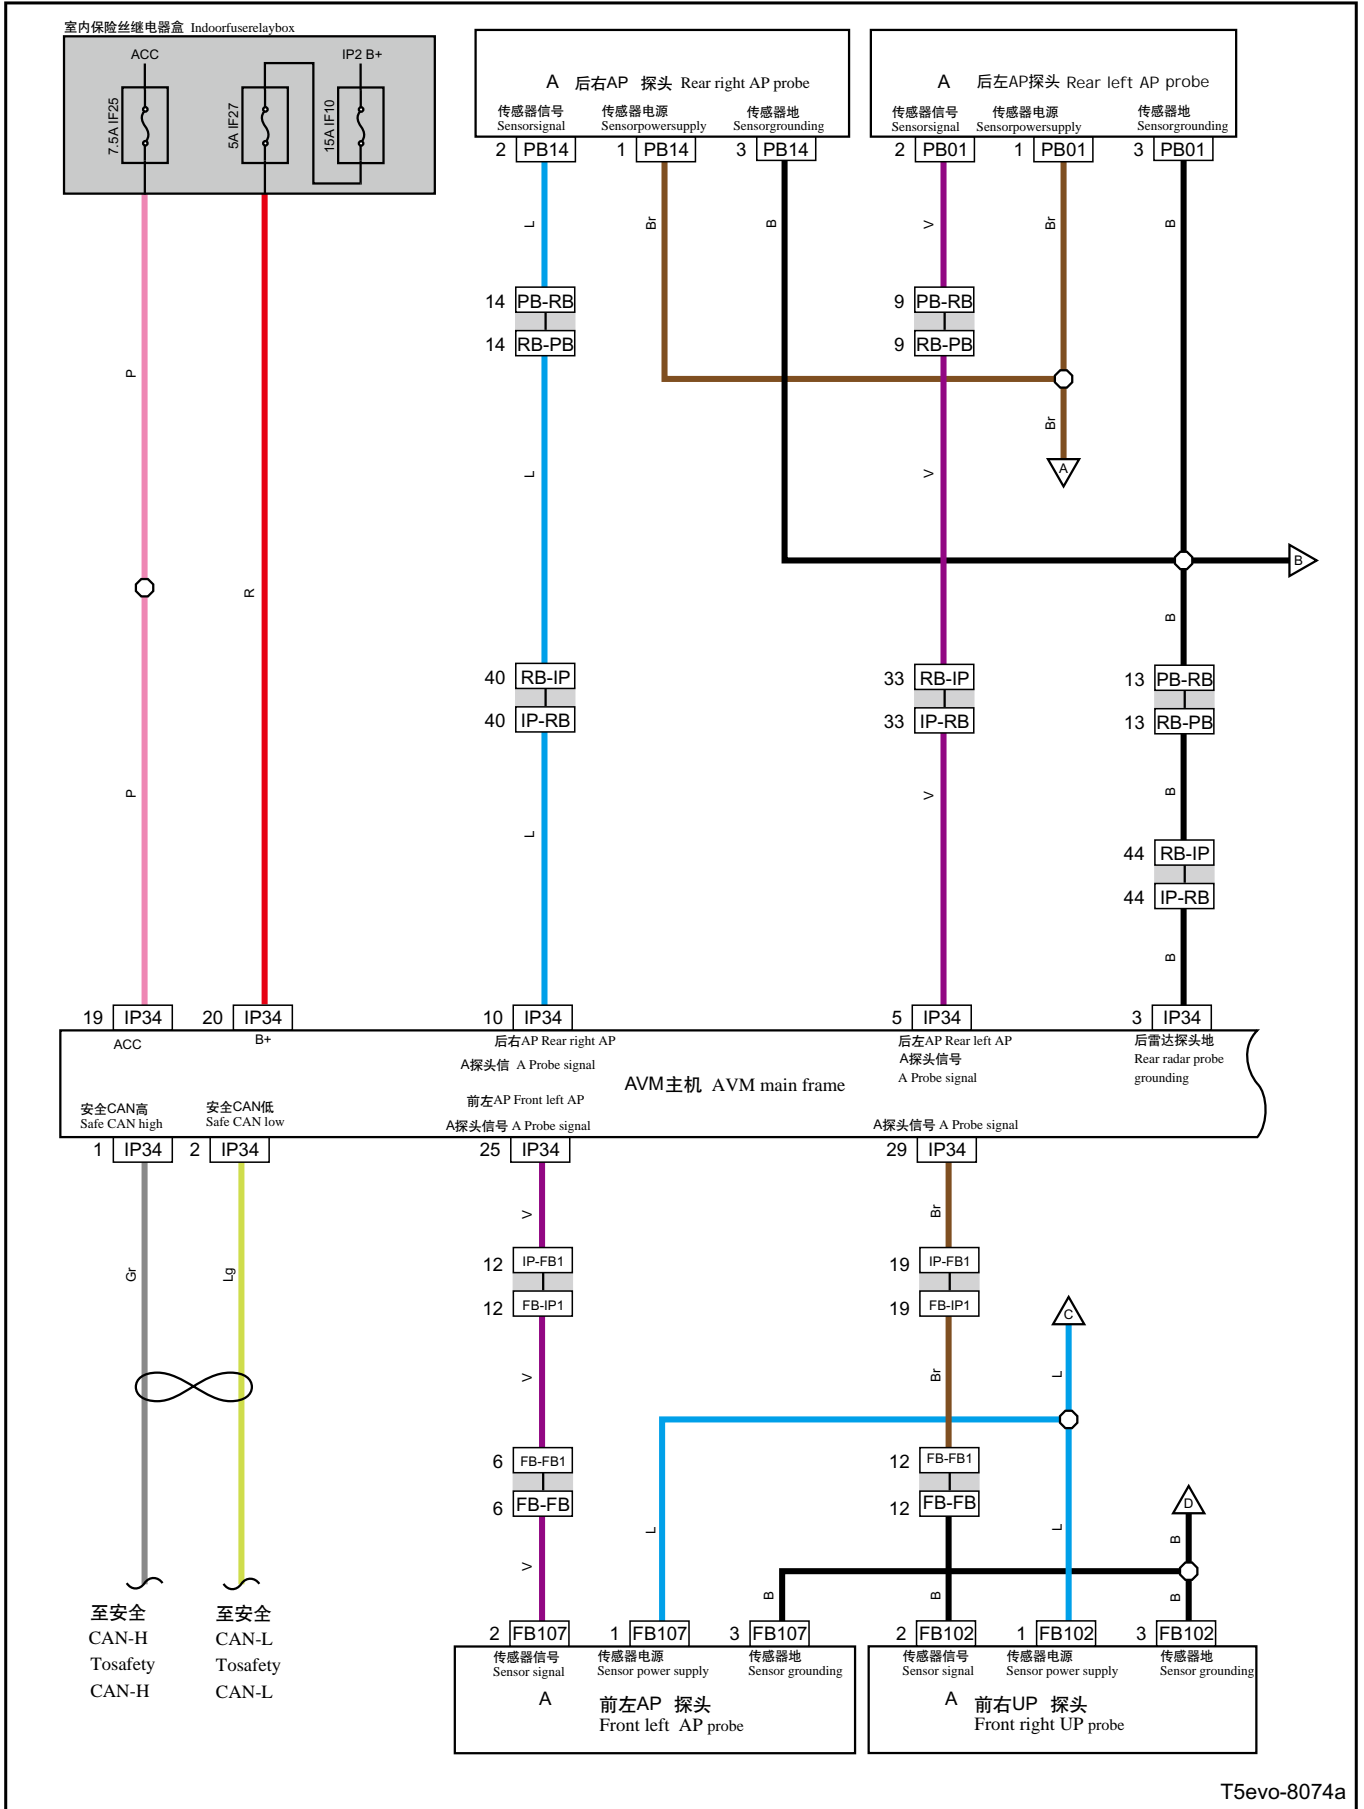 室内保险丝继电器盒 Indoorfuserelaybox
ACC
IP2 B+
7.5A IF25
5A IF27
15A IF10
A 后右AP 探头 Rear right AP probe
传感器信号 传感器电源 传感器地
Sensorsignal Sensorpowersupply Sensorgrounding
2 PB14 1 PB14 3 PB14
A 后左AP探头 Rear left AP probe
传感器信号 传感器电源 传感器地
Sensorsignal Sensorpowersupply Sensorgrounding
2 PB01 1 PB01 3 PB01
L Br B V Br B
14 PB-RB
14 RB-PB
9 PB-RB
9 RB-PB
P
Br
A
L
V
B
R
B
40 RB-IP
40 IP-RB
33 RB-IP
33 IP-RB
13 PB-RB
13 RB-PB
P
L
V
B
44 RB-IP
44 IP-RB
B
19 IP34 20 IP34 10 IP34 5 IP34 3 IP34
ACC
B+
后右AP Rear right AP
A探头信 A Probe signal
后左AP Rear left AP
A探头信号
A Probe signal
后雷达探头地
Rear radar probe
grounding
AVM主机 AVM main frame
安全CAN高
Safe CAN high
安全CAN低
Safe CAN low
前左AP Front left AP
A探头信号 A Probe signal
A探头信号 A Probe signal
1 IP34 2 IP34 25 IP34 29 IP34
V
Br
12 IP-FB1
12 FB-IP1
19 IP-FB1
19 FB-IP1
Gr
Lg
C
V
Br
L
6 FB-FB1
6 FB-FB
12 FB-FB1
12 FB-FB
D
L
L
B
V
B
B
B
至安全
CAN-H
Tosafety
CAN-H
至安全
CAN-L
Tosafety
CAN-L
2 FB107 1 FB107 3 FB107
传感器信号 传感器电源 传感器地
Sensor signal Sensor power supply Sensor grounding
A 前左AP 探头
Front left AP probe
2 FB102 1 FB102 3 FB102
传感器信号 传感器电源 传感器地
Sensor signal Sensor power supply Sensor grounding
A 前右UP 探头
Front right UP probe
T5evo-8074a